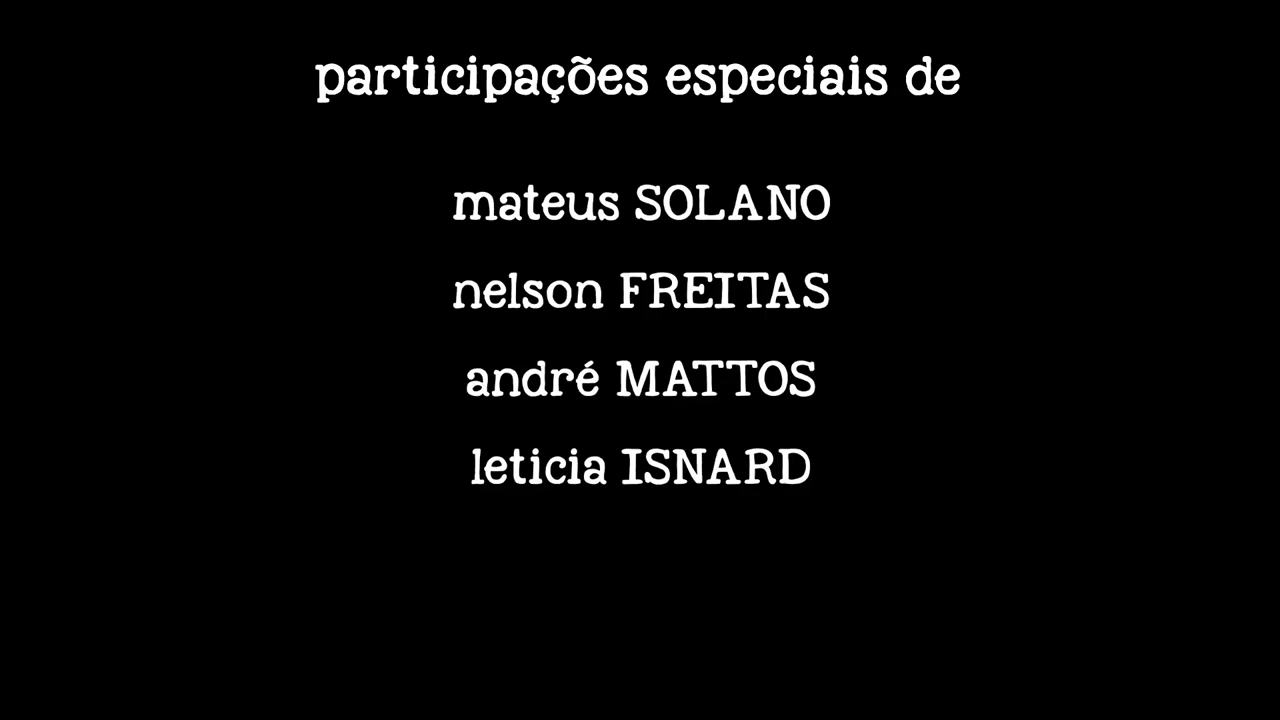 participações especiais de
mateus SOLANO
nelson FREITAS
andré MATTOS
leticia ISNARD